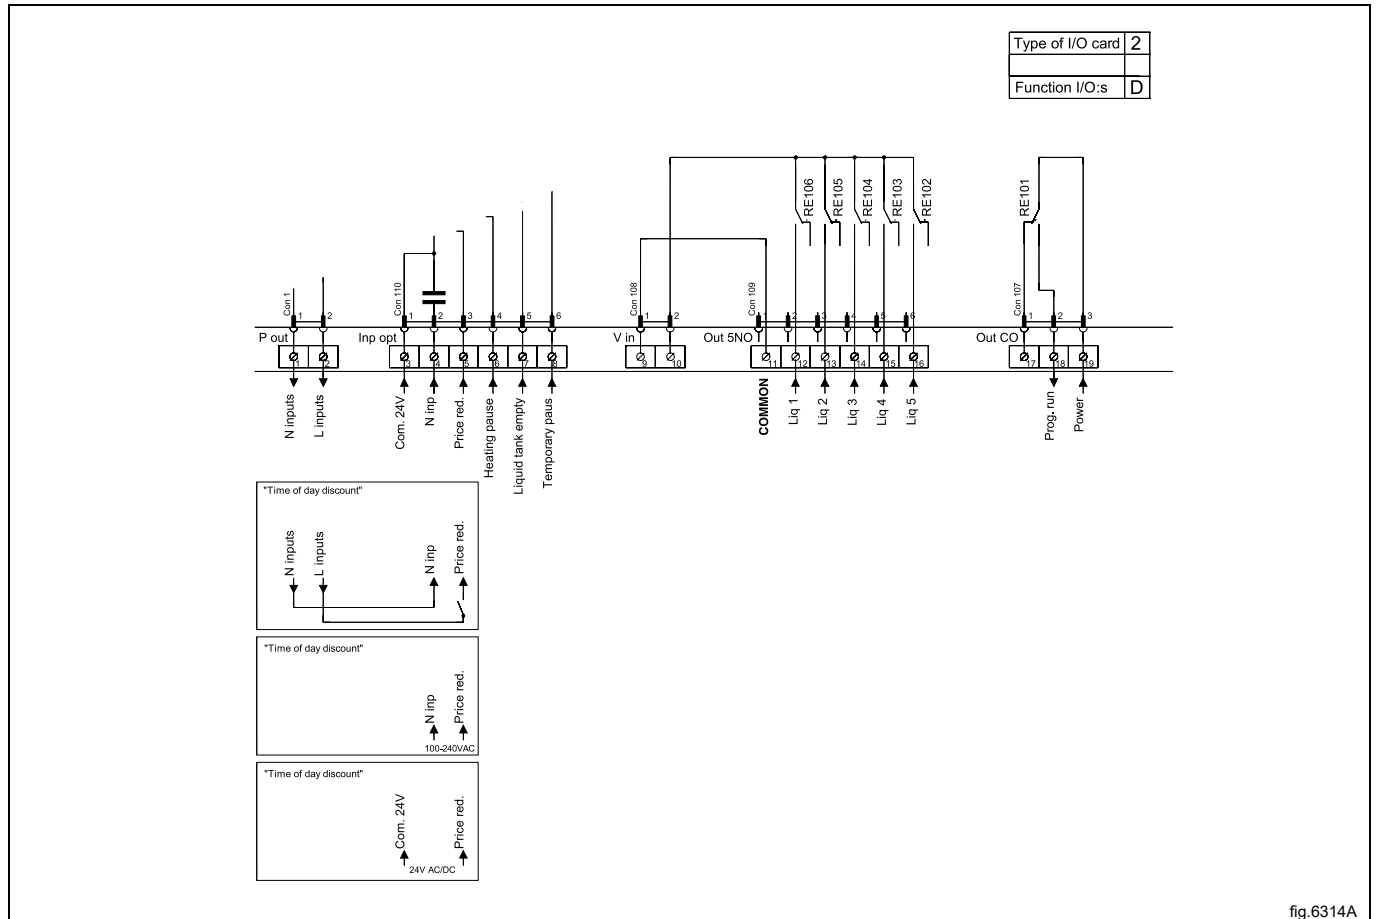 Type of I/O card 2
Function I/O:s D
RE106
RE105
RE104
RE103
RE102
RE101
Con 1
Con 110
Con 108
Con 109
Con 107
1 2
1 2 3 4 5 6
1 2
1 2 3 4 5 6
1 2 3
P out
Inp opt
V in
Out 5NO
Out CO
1 2
3 4 5 6 7 8
9 10
11 12 13 14 15 16
17 18 19
N inputs
L inputs
Com. 24V
N inp
Price red.
Heating pause
Liquid tank empty
Temporary paus
COMMON
Liq 1
Liq 2
Liq 3
Liq 4
Liq 5
Prog. run
Power
"Time of day discount"
N inputs
L inputs
N inp
Price red.
"Time of day discount"
N inp
Price red.
100-240VAC
"Time of day discount"
Com. 24V
Price red.
24V AC/DC
fig.6314A